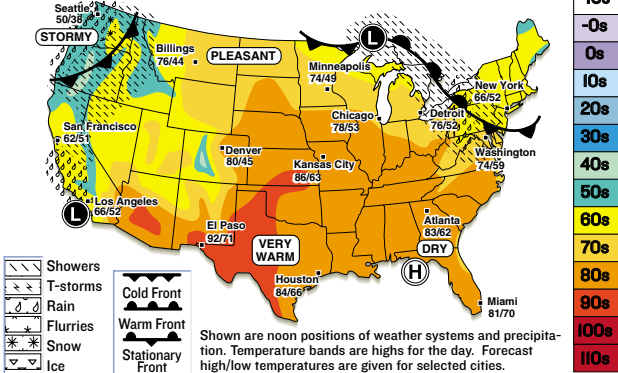 Seattle
50/38
STORMY
Billings
76/44
PLEASANT
L
Minneapolis
74/49
New York
66/52
Chicago
78/53
Detroit
76/52
San Francisco
62/51
Denver
80/45
Kansas City
86/63
Washington
74/59
L
Los Angeles
66/52
El Paso
92/71
Atlanta
83/62
VERY
WARM
DRY
H
Houston
84/66
Miami
81/70
Showers
T-storms
Rain
Flurries
Snow
Ice
Cold Front
Warm Front
Stationary
Front
Shown are noon positions of weather systems and precipita-
tion. Temperature bands are highs for the day. Forecast
high/low temperatures are given for selected cities.
-0s
0s
10s
20s
30s
40s
50s
60s
70s
80s
90s
100s
110s